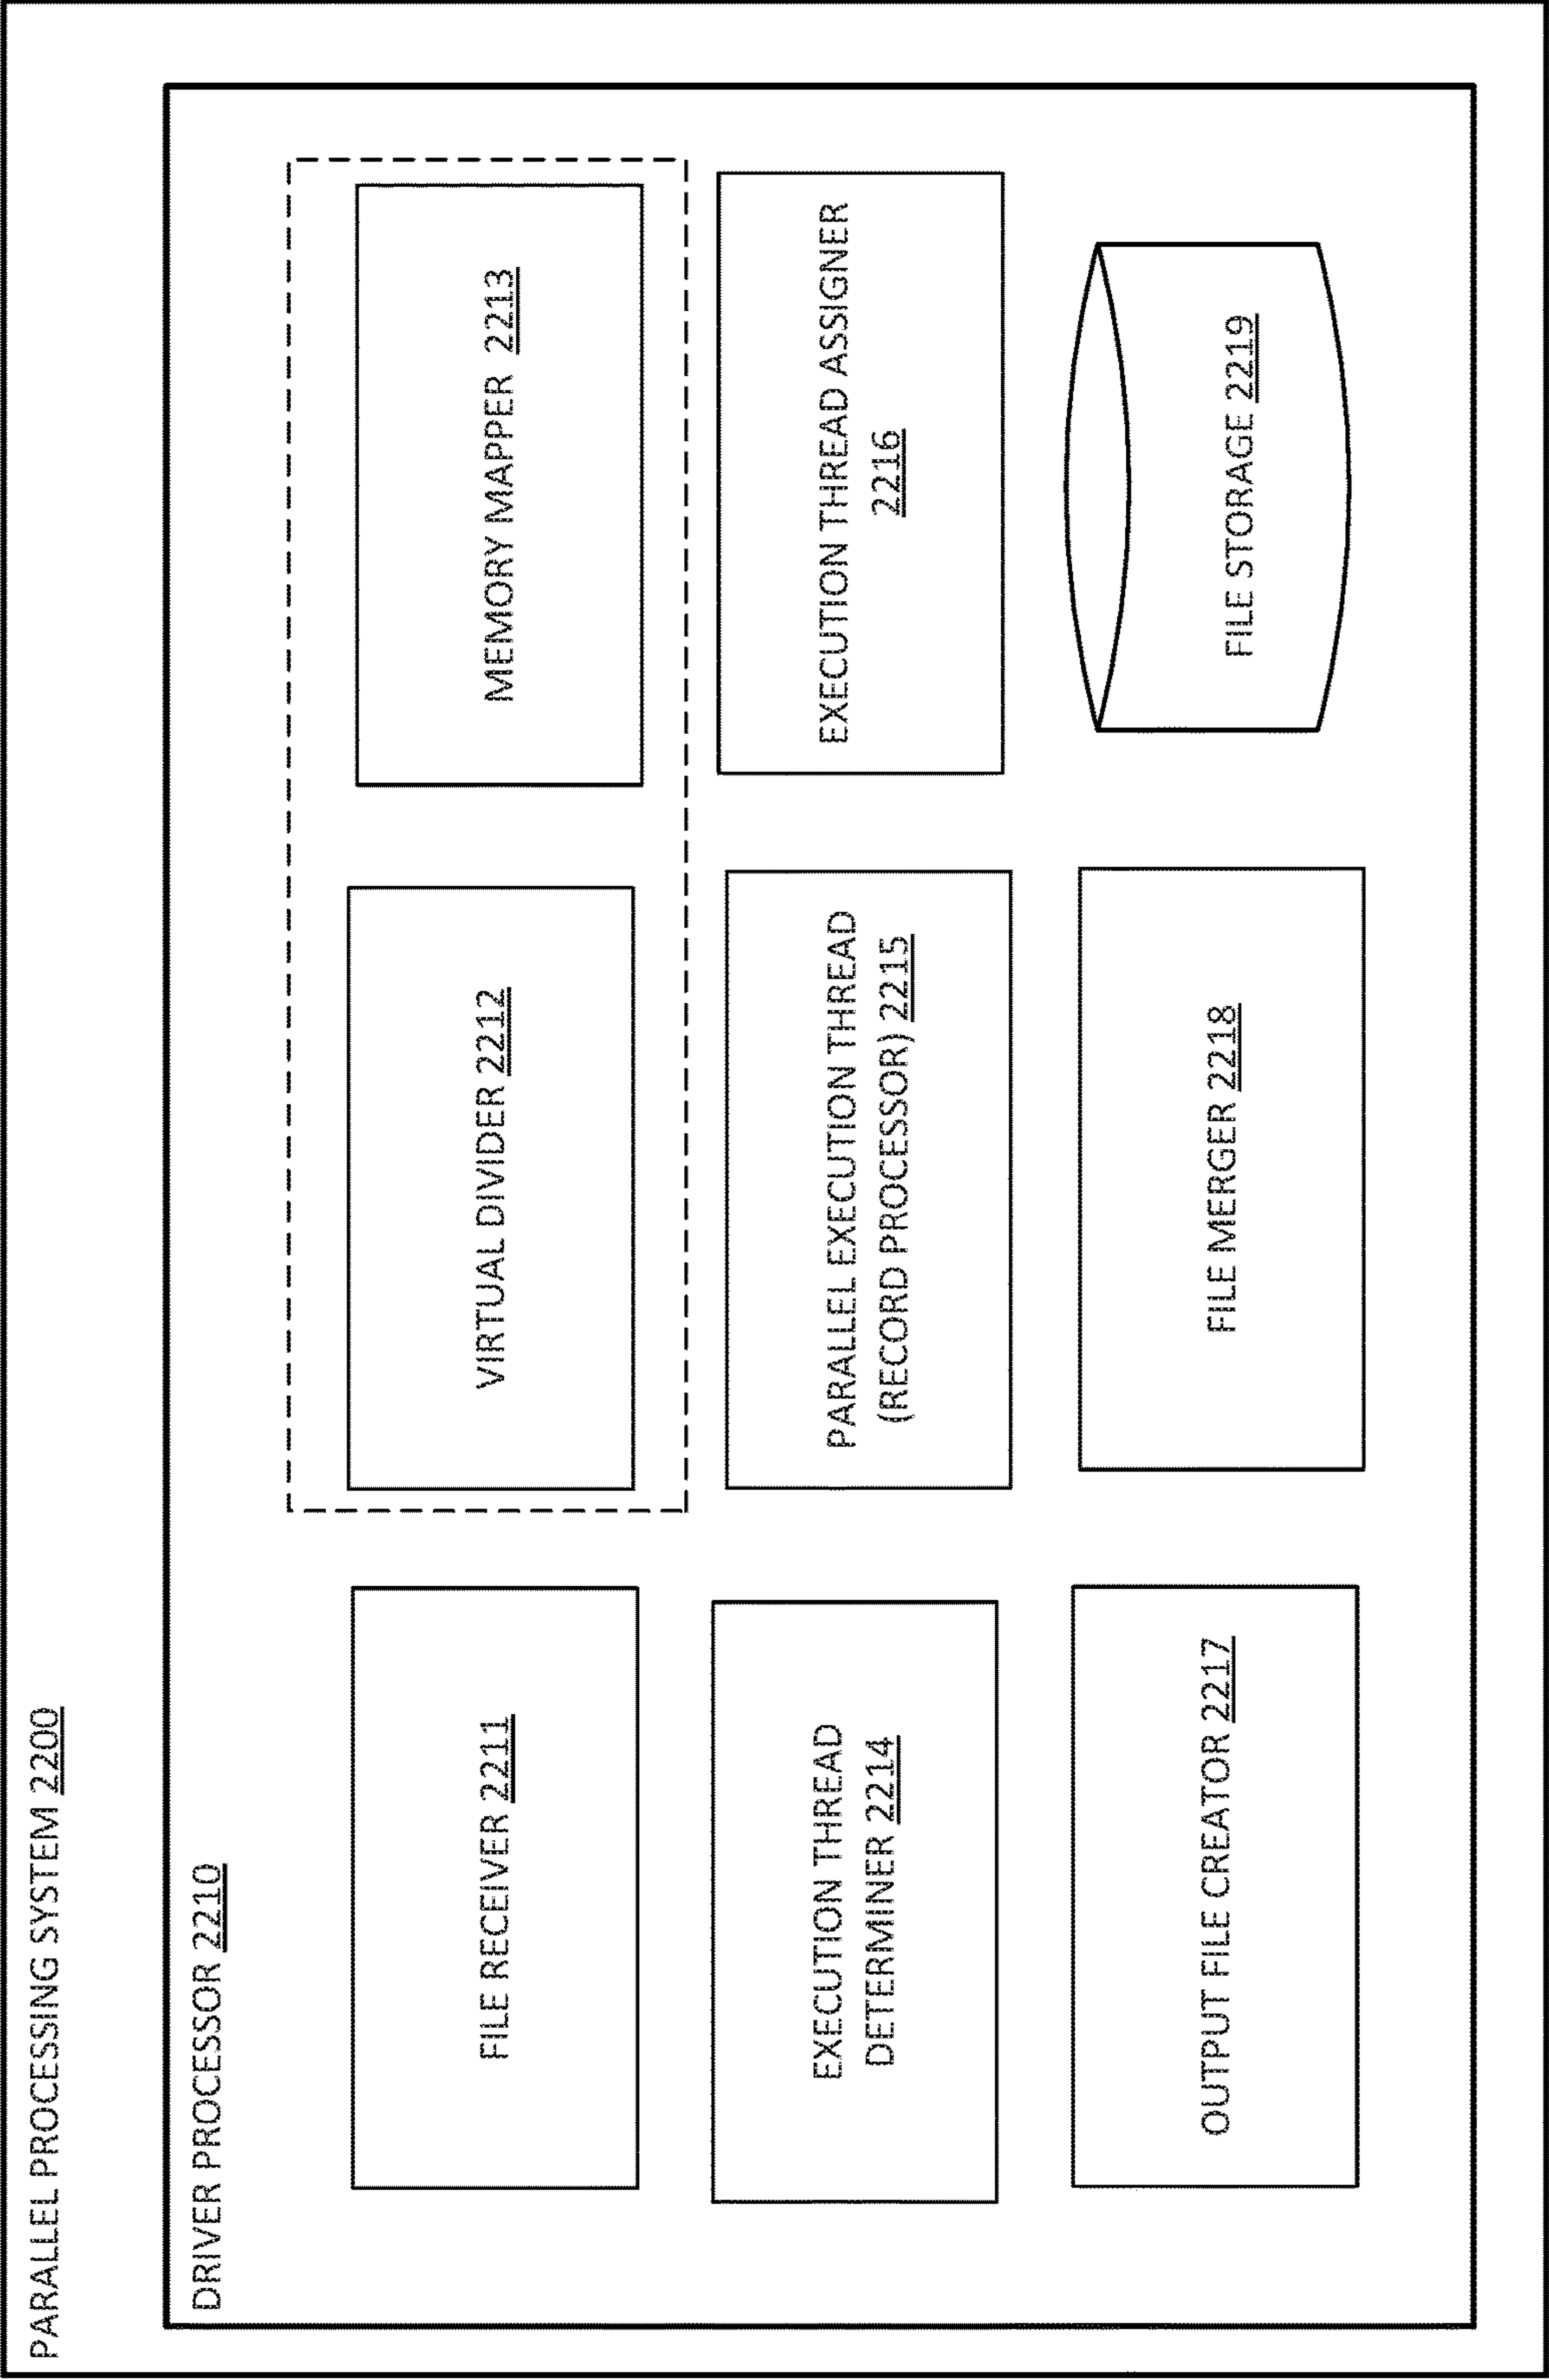 PARALLEL PROCESSING SYSTEM 2200
DRIVER PROCESSOR 2210
FILE RECEIVER 2211
VIRTUAL DIVIDER 2212
MEMORY MAPPER 2213
EXECUTION THREAD
DETERMINER 2214
PARALLEL EXECUTION THREAD
(RECORD PROCESSOR) 2215
EXECUTION THREAD ASSIGNER
2216
OUTPUT FILE CREATOR 2217
FILE MERGER 2218
FILE STORAGE 2219